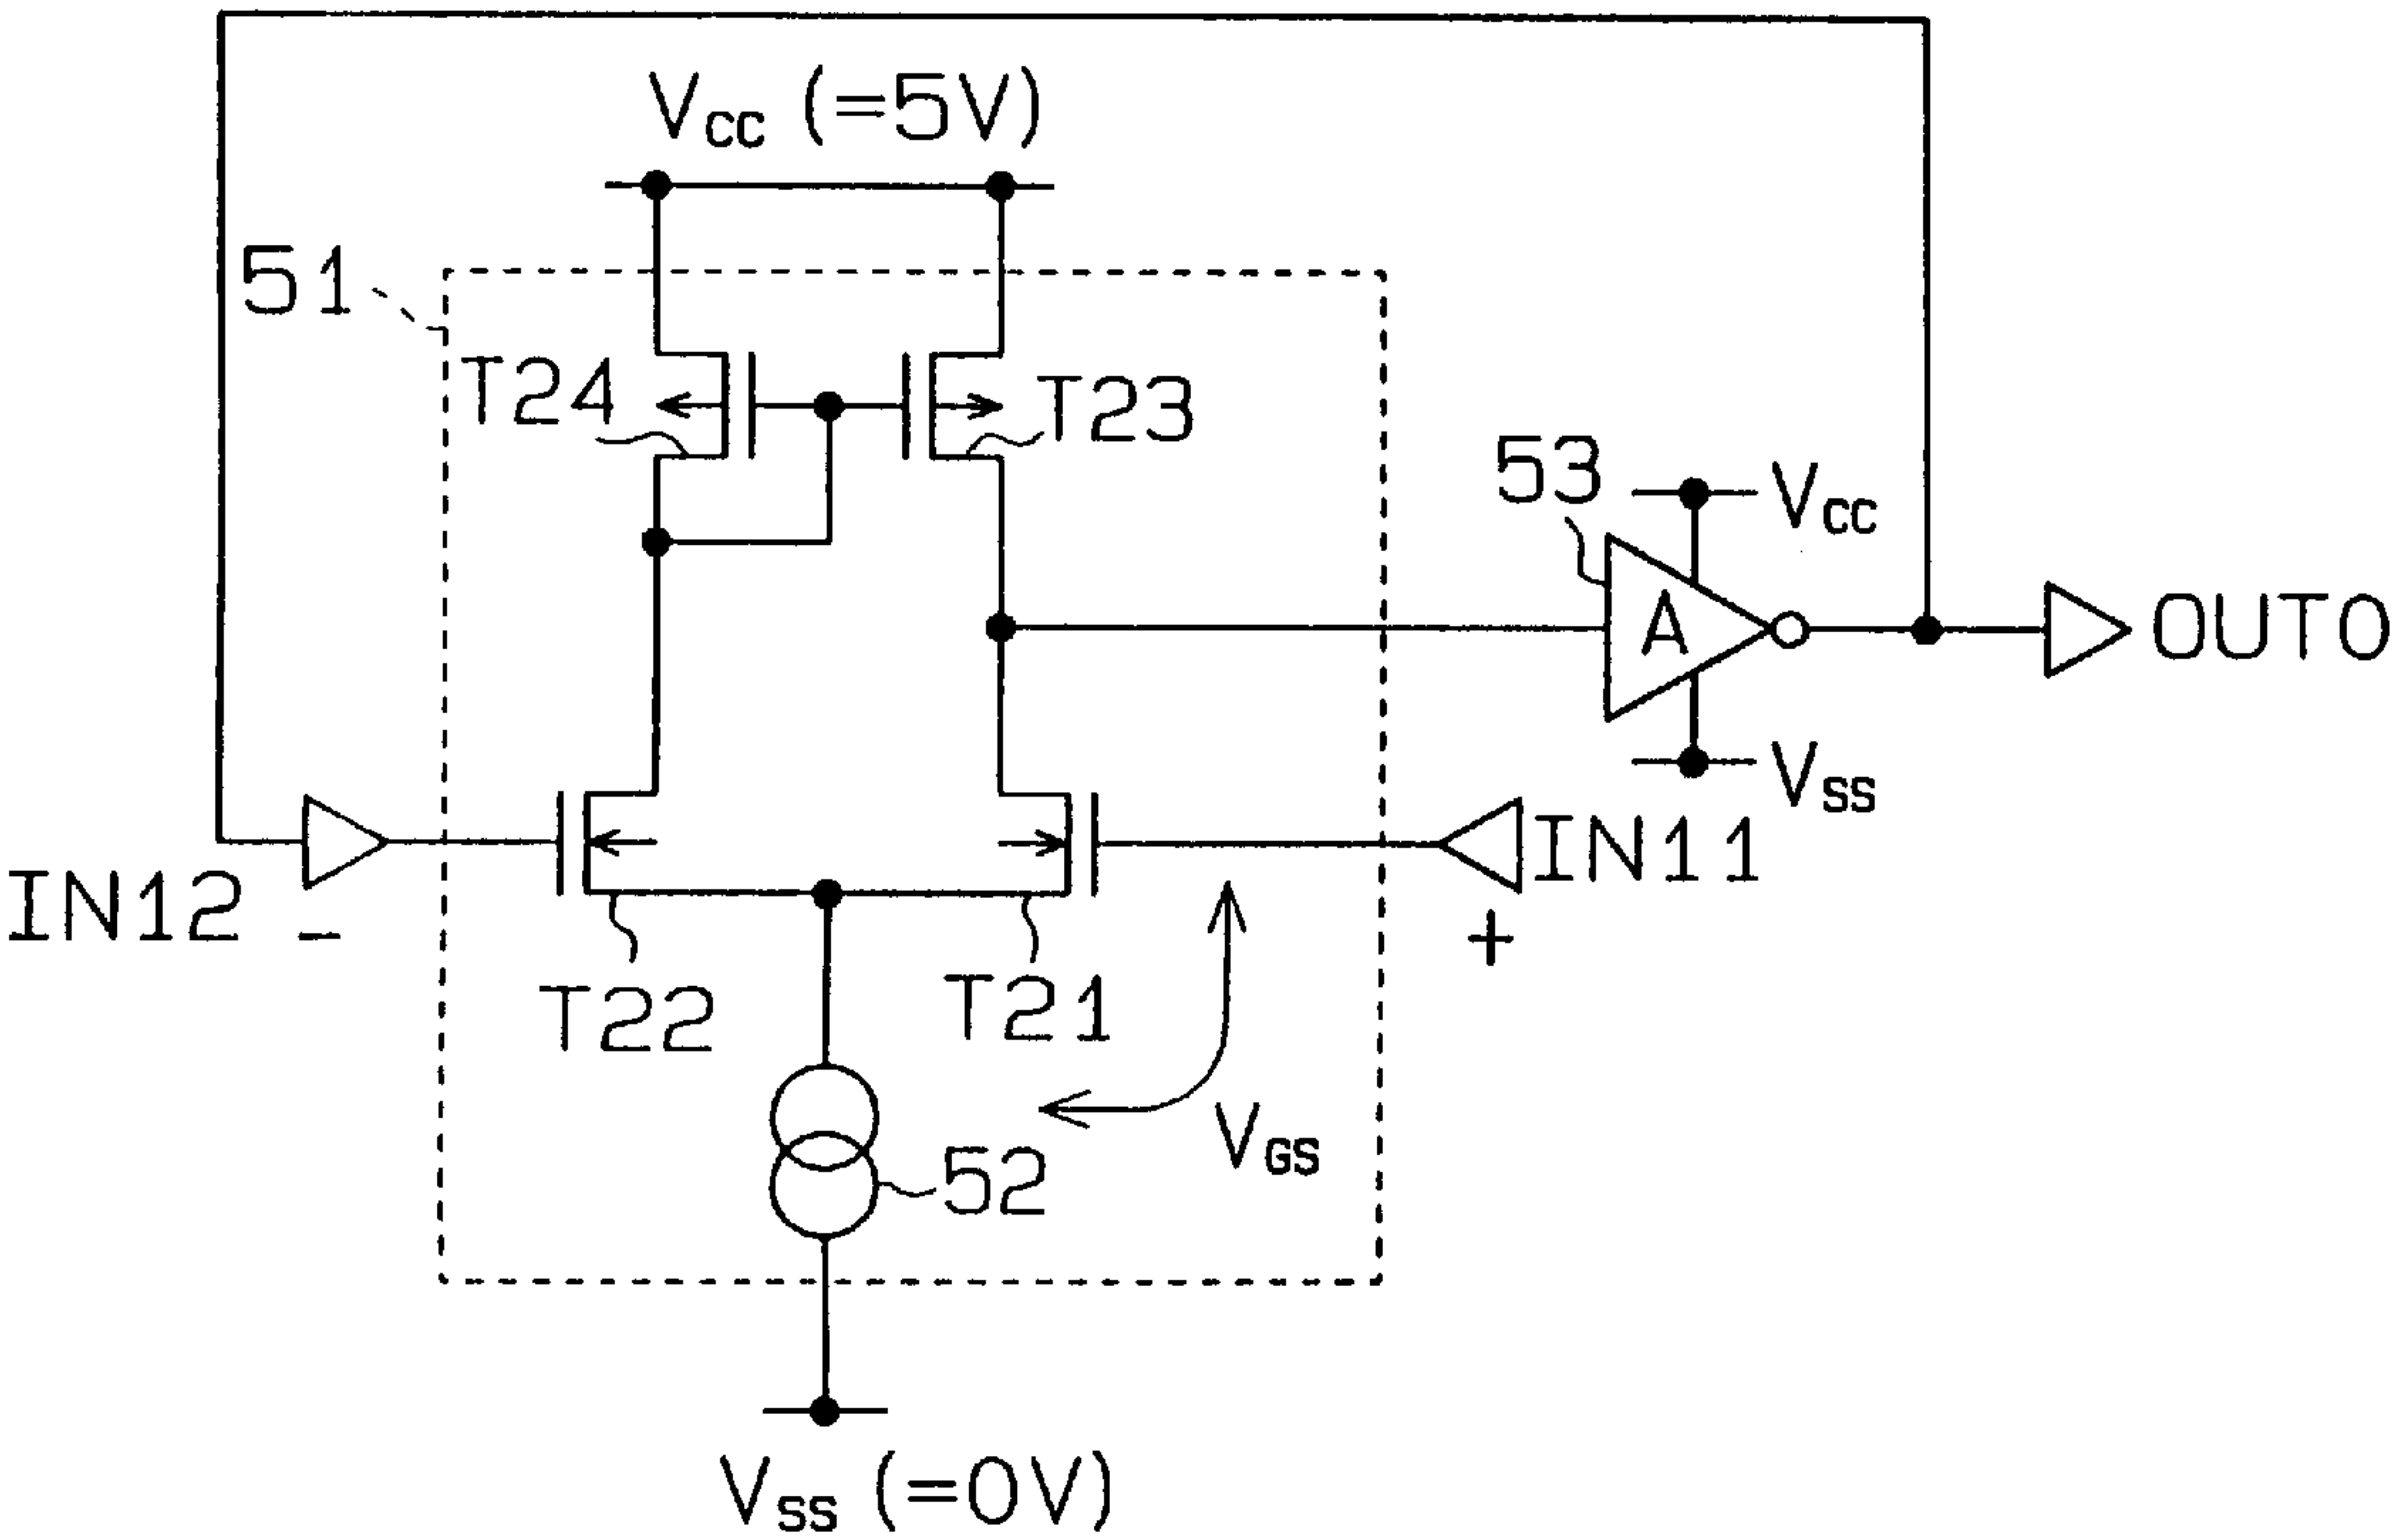 VCC (=5V)
51
T24
T23
53
VCC
A
OUTO
VSS
IN12 -
IN11
+
T22
T21
VGS
52
VSS (=0V)